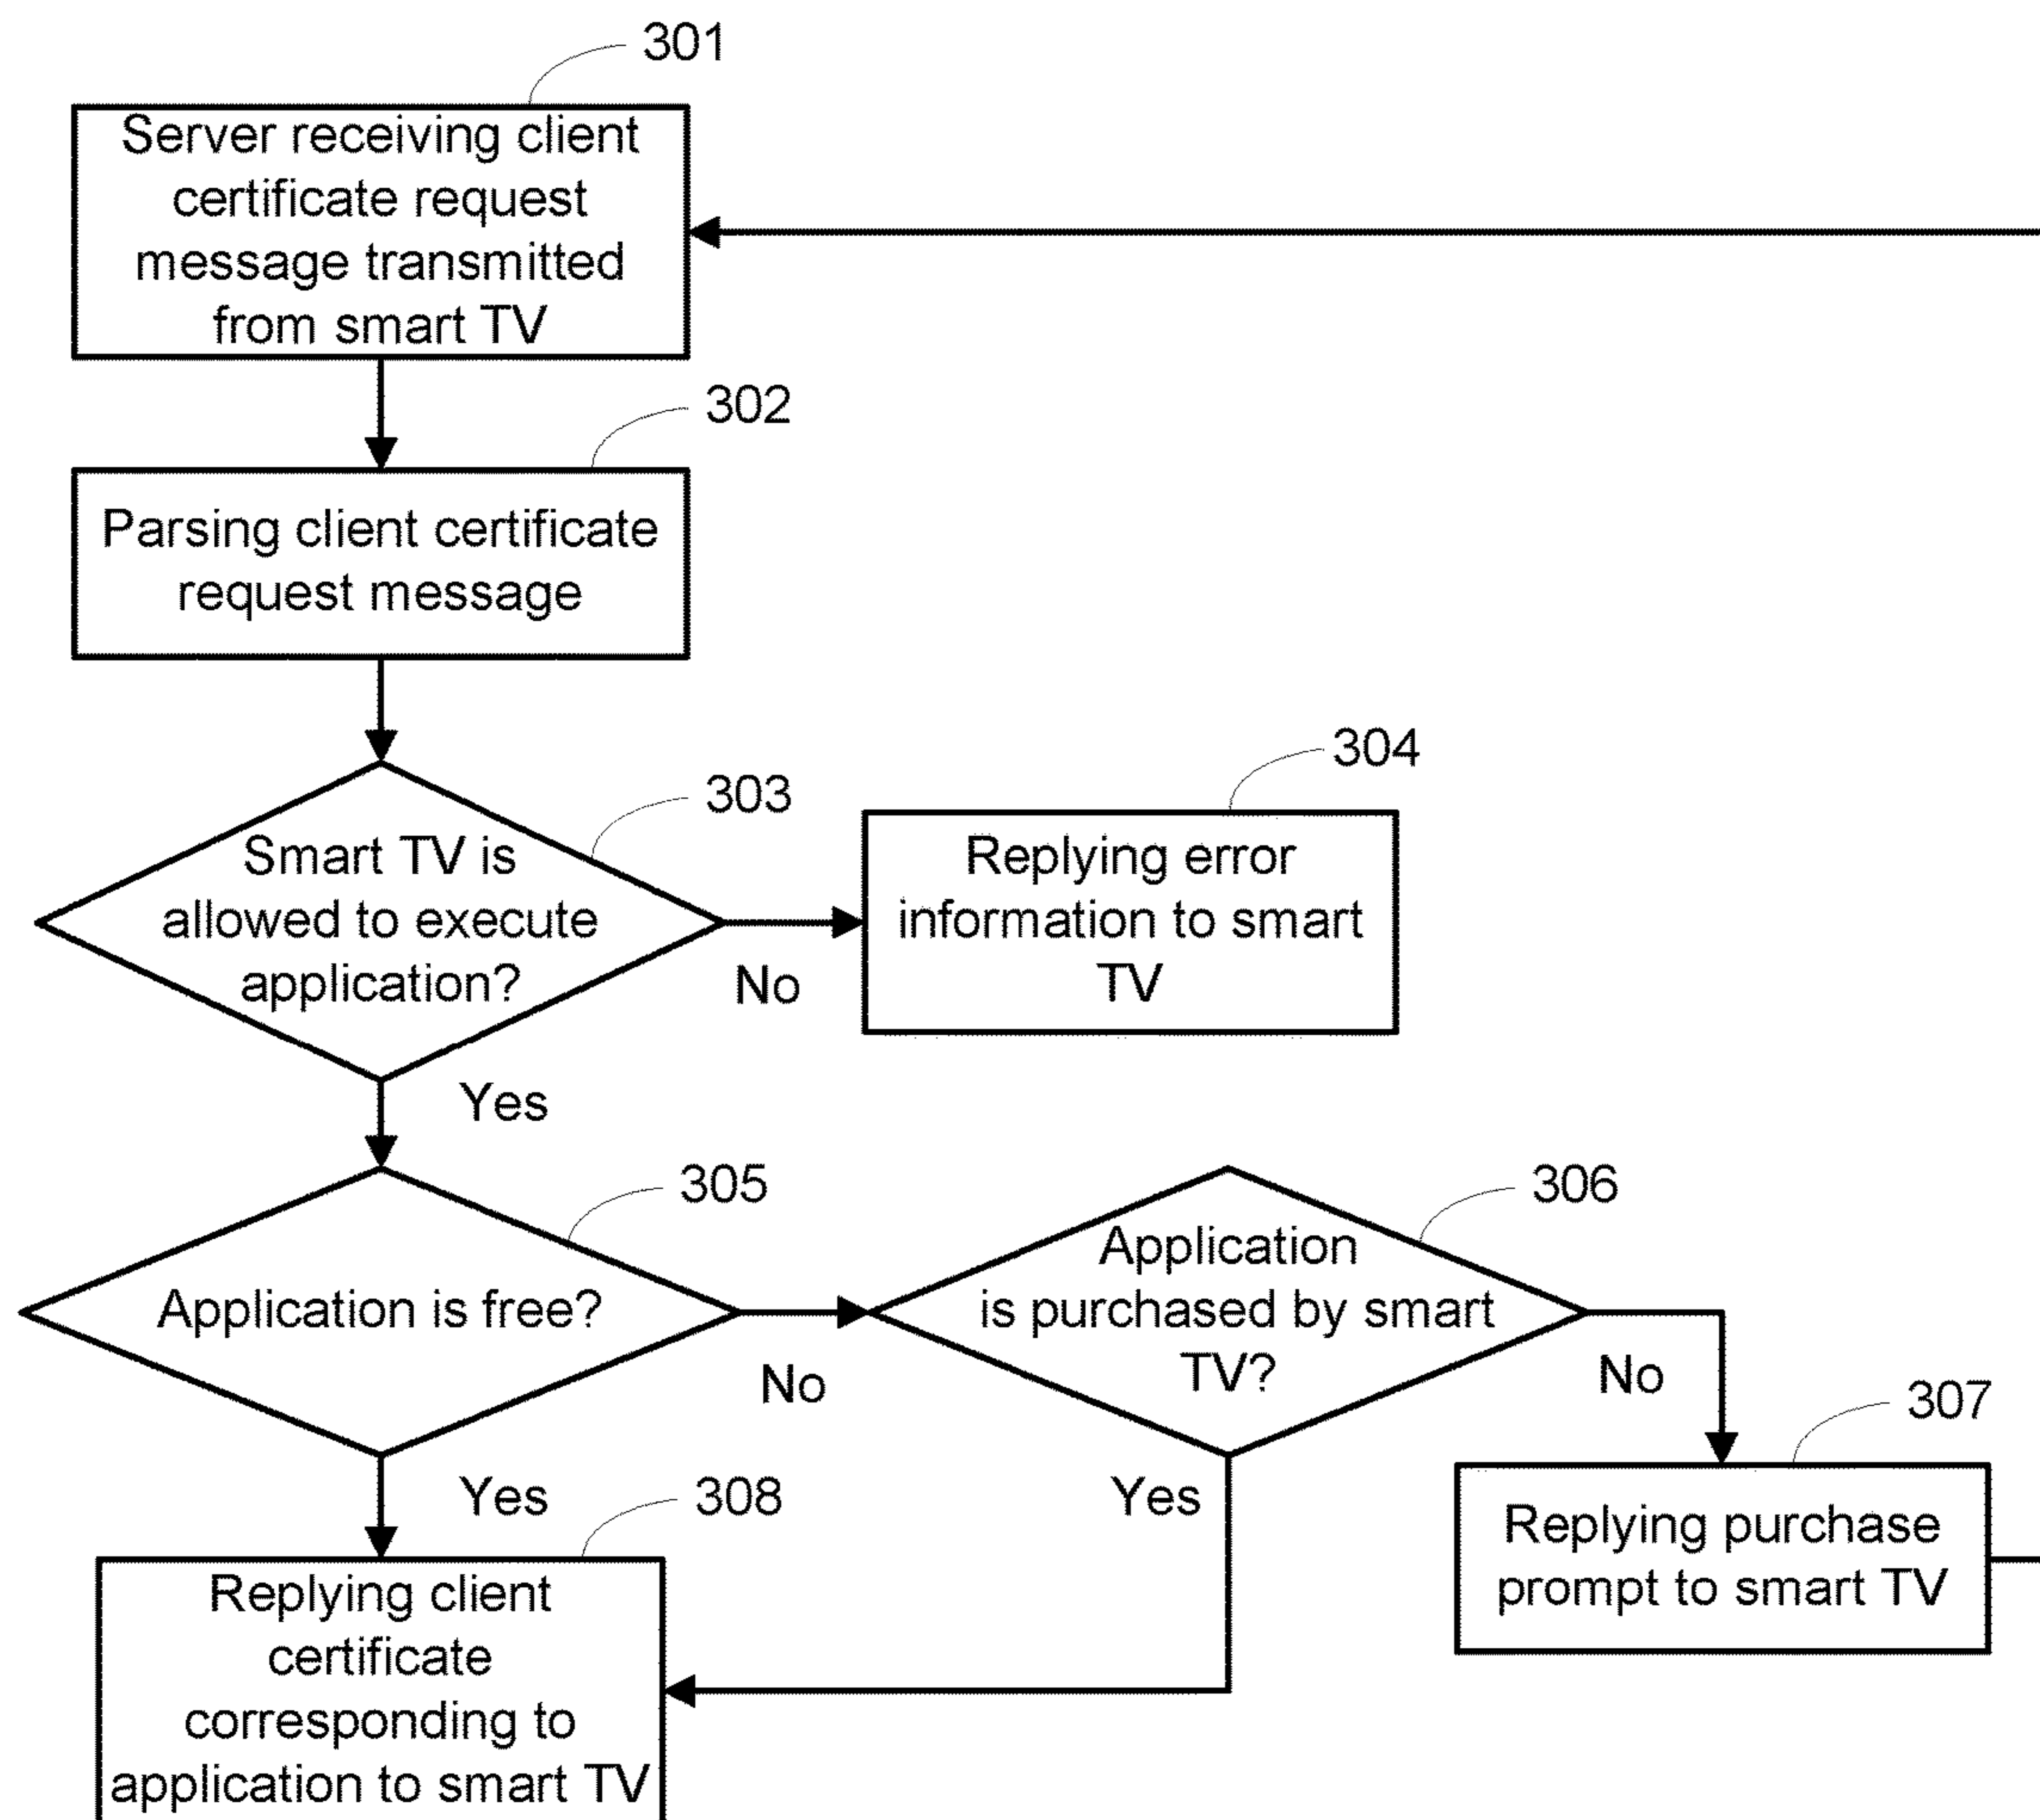 301
Server receiving client
certificate request
message transmitted
from smart TV
302
Parsing client certificate
request message
303
Smart TV is
allowed to execute
application?
No
304
Replying error
information to smart
TV
Yes
305
Application is free?
No
306
Application
is purchased by smart
TV?
No
307
Replying purchase
prompt to smart TV
Yes
Yes
308
Replying client
certificate
corresponding to
application to smart TV